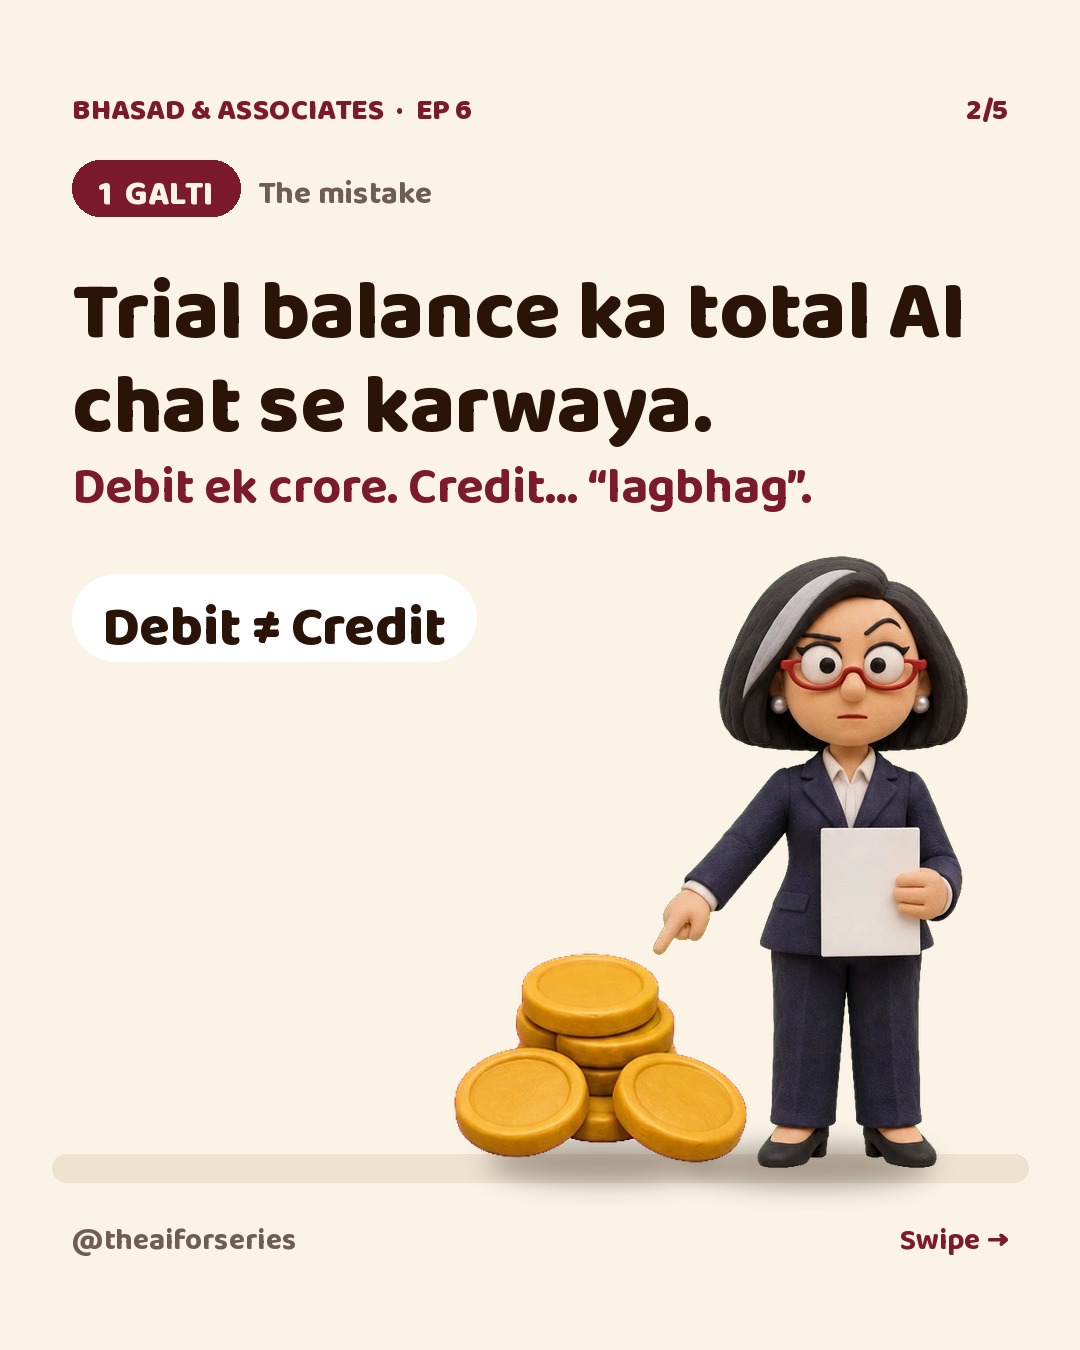 BHASAD & ASSOCIATES · EP 6
2/5
1 GALTI The mistake
Trial balance ka total AI
chat se karwaya.
Debit ek crore. Credit... “lagbhag”.
Debit ≠ Credit
@theaiforseries
Swipe →